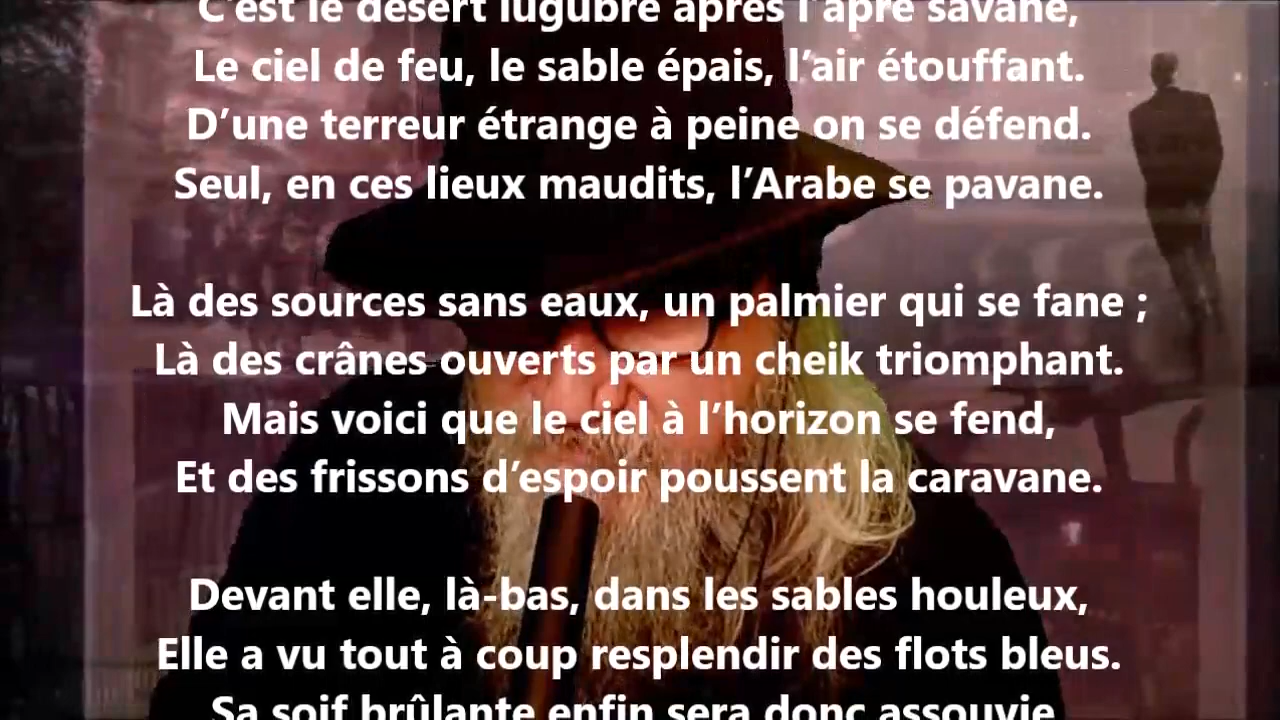 C’est le désert lugubre après l’âpre savane,
Le ciel de feu, le sable épais, l’air étouffant.
D’une terreur étrange à peine on se défend.
Seul, en ces lieux maudits, l’Arabe se pavane.
Là des sources sans eaux, un palmier qui se fane ;
Là des crânes ouverts par un cheik triomphant.
Mais voici que le ciel à l’horizon se fend,
Et des frissons d’espoir poussent la caravane.
Devant elle, là-bas, dans les sables houleux,
Elle a vu tout à coup resplendir des flots bleus.
Sa soif brûlante enfin sera donc assouvie